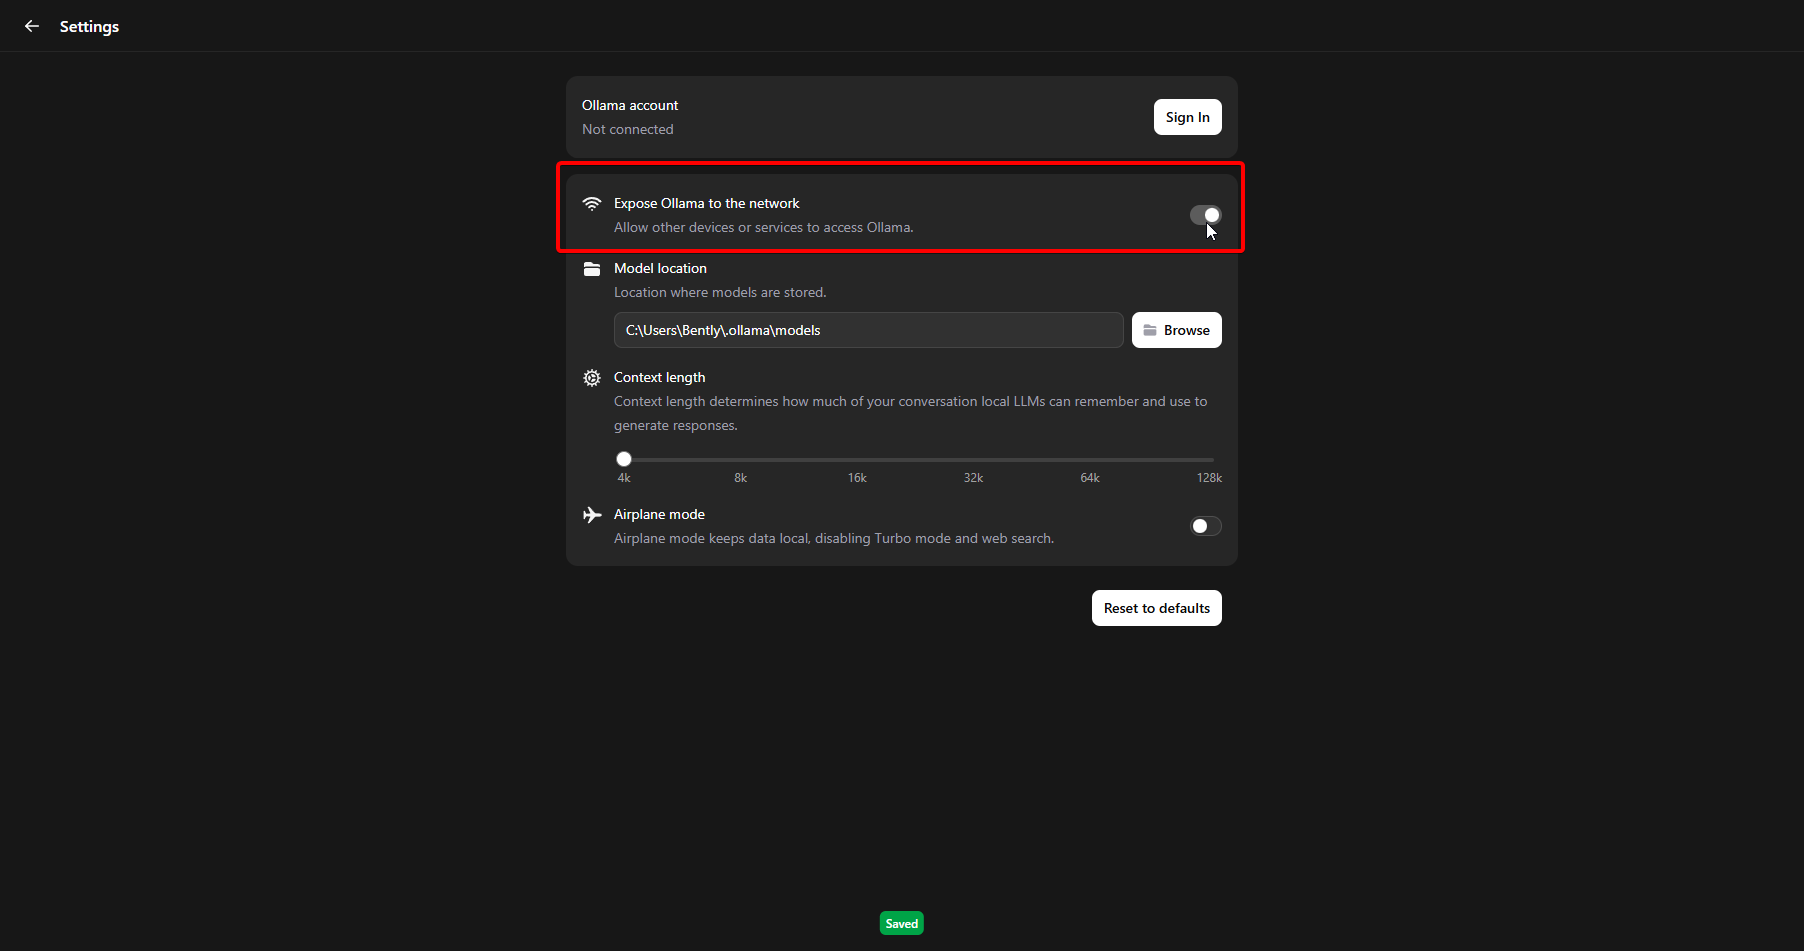 Settings
Ollama account
Not connected
Sign In
Expose Ollama to the network
Allow other devices or services to access Ollama.
Model location
Location where models are stored.
C:\Users\Bently\.ollama\models
Browse
Context length
Context length determines how much of your conversation local LLMs can remember and use to
generate responses.
4k 8k 16k 32k 64k 128k
Airplane mode
Airplane mode keeps data local, disabling Turbo mode and web search.
Reset to defaults
Saved